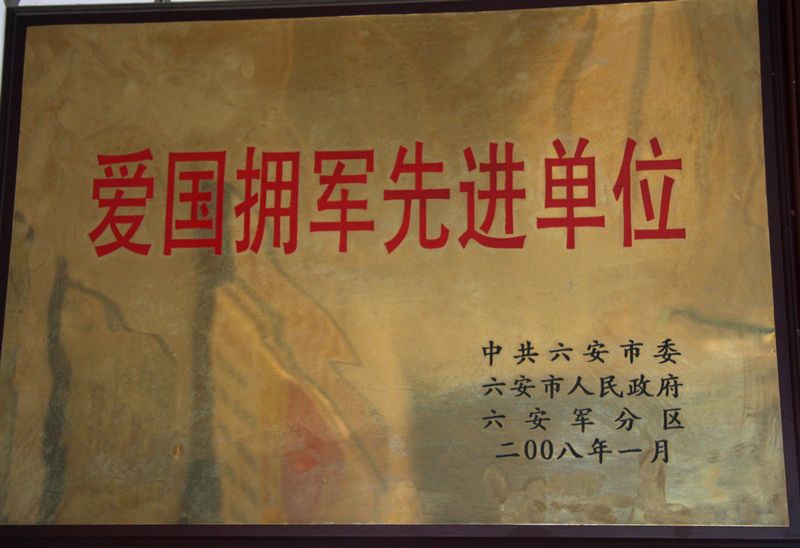 爱国拥军先进单位
中共六安市委
六安市人民政府
六安军分区
二00八年一月